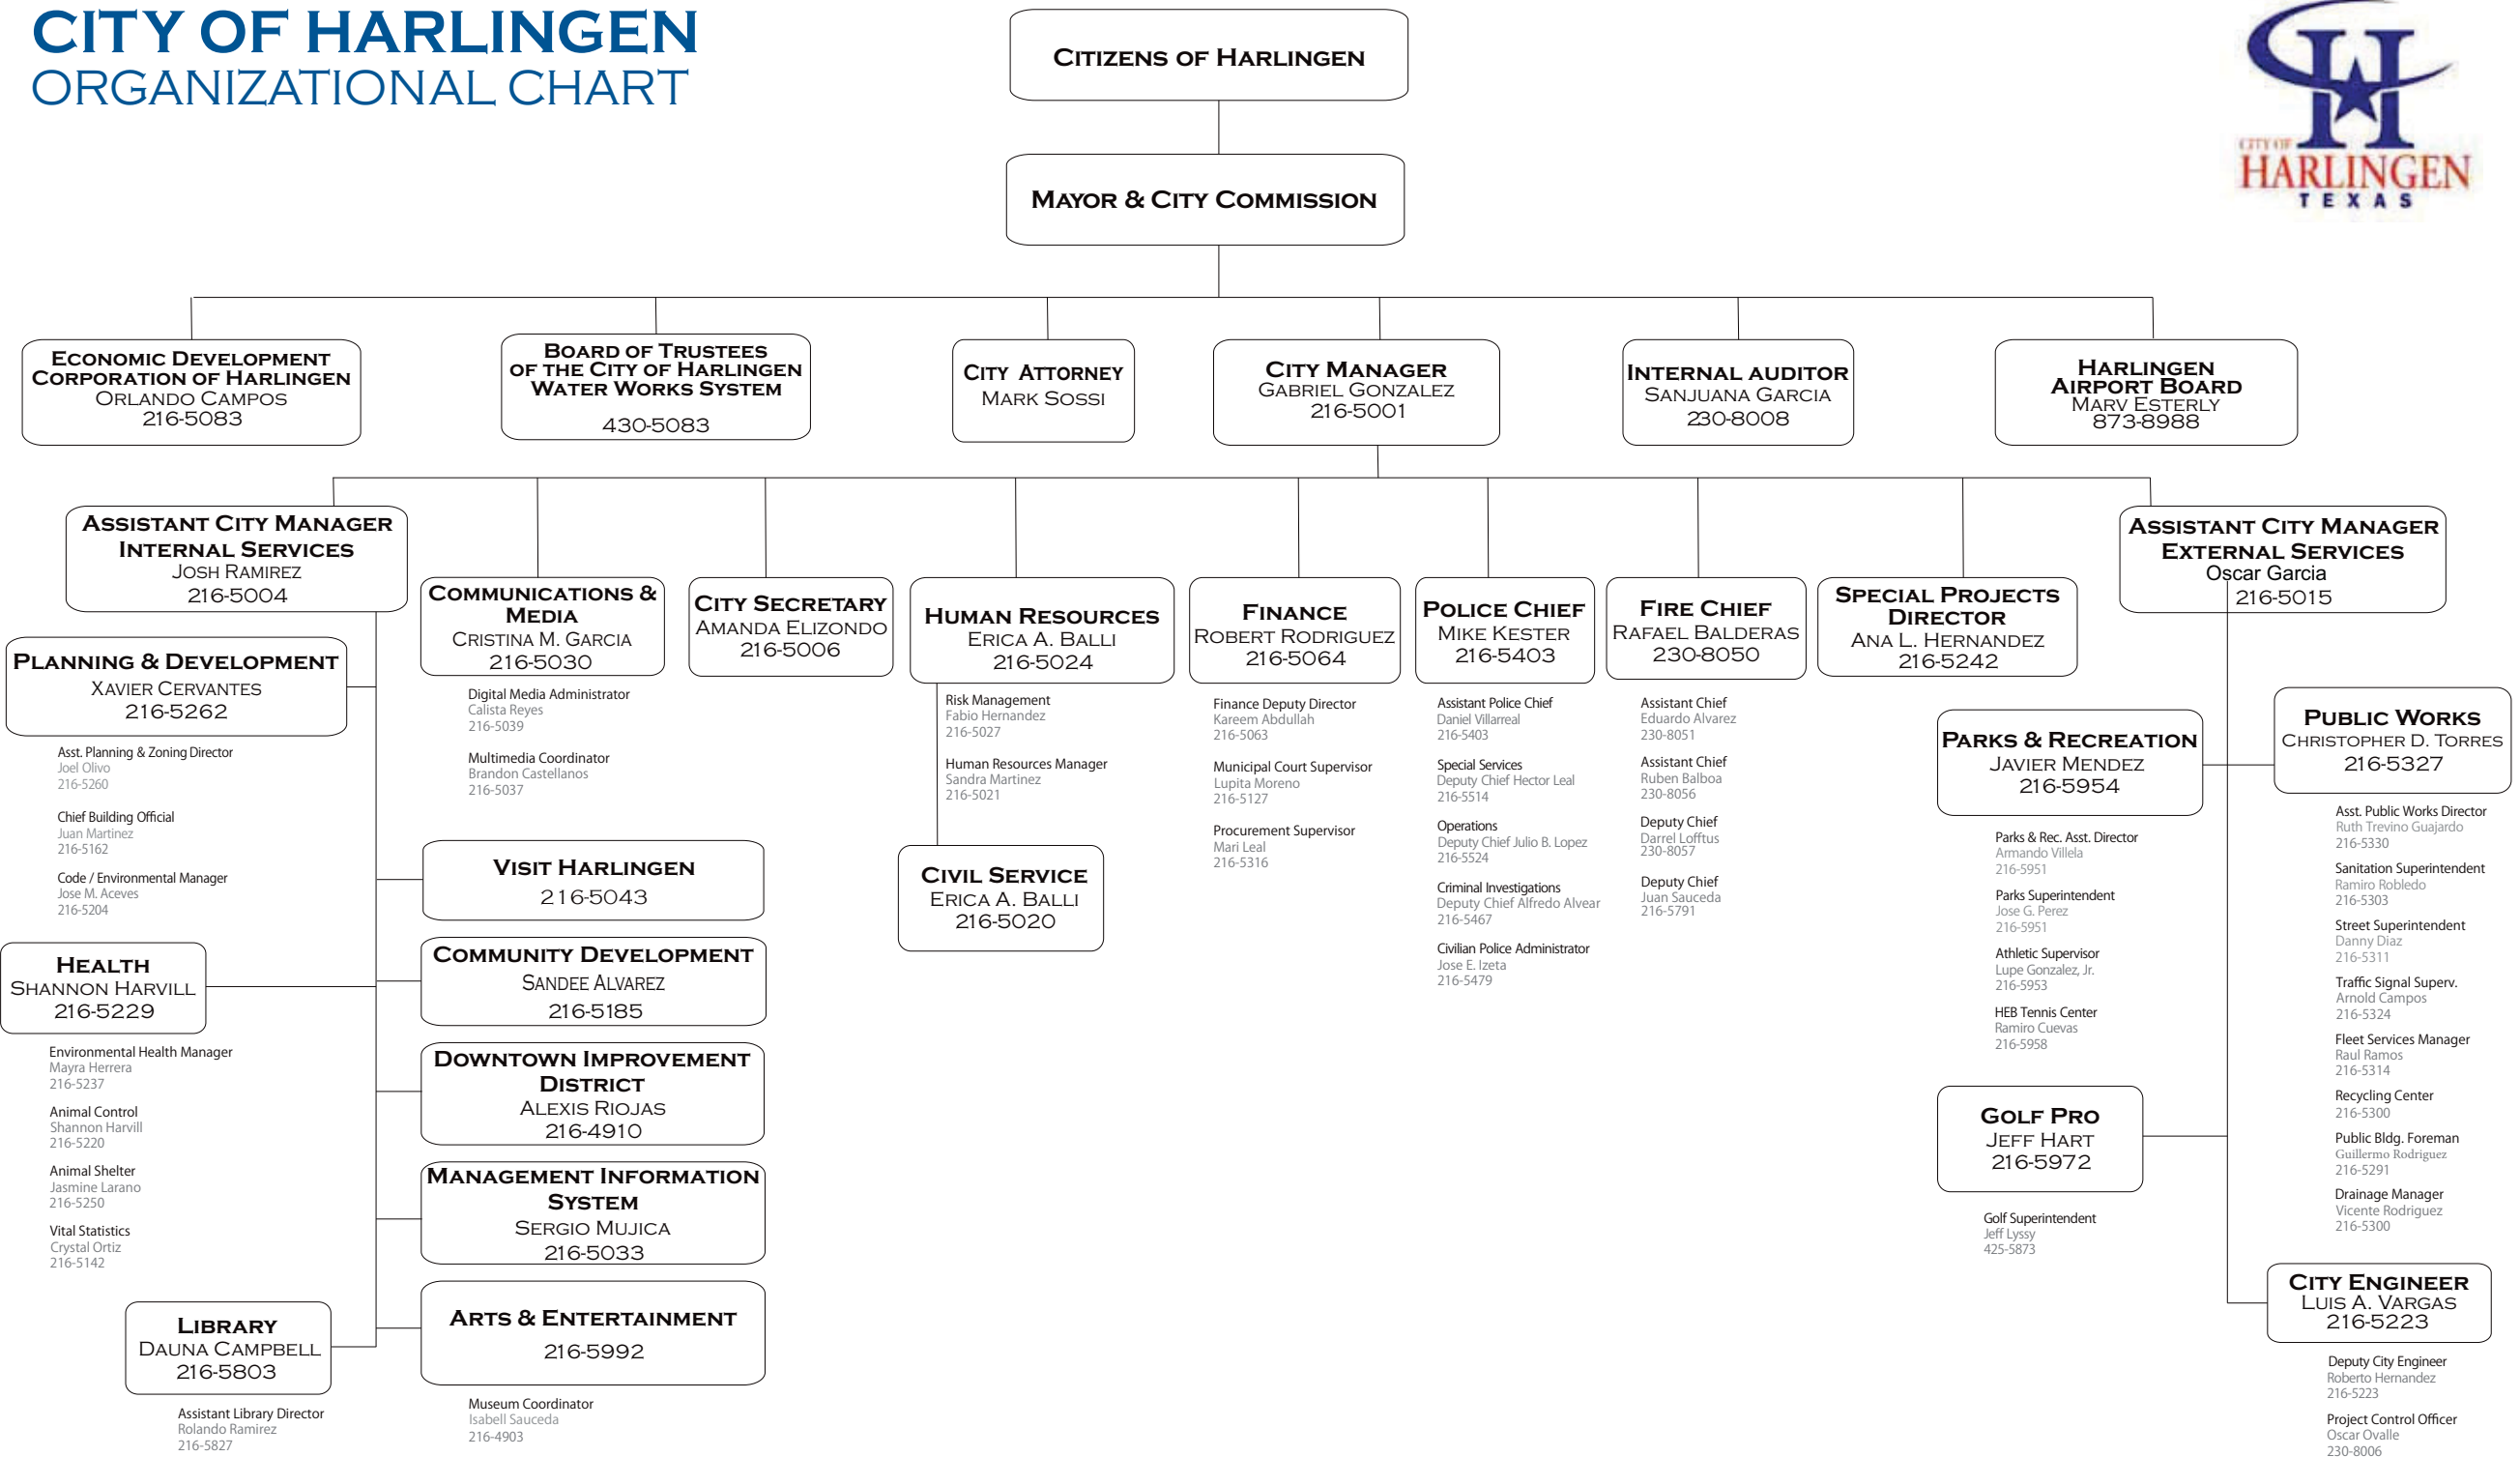 CITY OF HARLINGEN
ORGANIZATIONAL CHART
CITIZENS OF HARLINGEN
CITY OF
HARLINGEN
TEXAS
MAYOR & CITY COMMISSION
ECONOMIC DEVELOPMENT
CORPORATION OF HARLINGEN
ORLANDO CAMPOS
216-5083
BOARD OF TRUSTEES
OF THE CITY OF HARLINGEN
WATER WORKS SYSTEM
430-5083
CITY ATTORNEY
MARK SOSSI
CITY MANAGER
GABRIEL GONZALEZ
216-5001
INTERNAL AUDITOR
SANJUANA GARCIA
230-8008
HARLINGEN
AIRPORT BOARD
MARV ESTERLY
873-8988
ASSISTANT CITY MANAGER
INTERNAL SERVICES
JOSH RAMIREZ
216-5004
COMMUNICATIONS &
MEDIA
CRISTINA M. GARCIA
216-5030
Digital Media Administrator
Calista Reyes
216-5039
Multimedia Coordinator
Brandon Castellanos
216-5037
CITY SECRETARY
AMANDA ELIZONDO
216-5006
HUMAN RESOURCES
ERICA A. BALLI
216-5024
Risk Management
Fabio Hernandez
216-5027
Human Resources Manager
Sandra Martinez
216-5021
CIVIL SERVICE
ERICA A. BALLI
216-5020
FINANCE
ROBERT RODRIGUEZ
216-5064
Finance Deputy Director
Kareem Abdullah
216-5063
Municipal Court Supervisor
Lupita Moreno
216-5127
Procurement Supervisor
Mari Leal
216-5316
POLICE CHIEF
MIKE KESTER
216-5403
Assistant Police Chief
Daniel Villarreal
216-5403
Special Services
Deputy Chief Hector Leal
216-5514
Operations
Deputy Chief Julio B. Lopez
216-5524
Criminal Investigations
Deputy Chief Alfredo Alvear
216-5467
Civilian Police Administrator
Jose E. Izeta
216-5479
FIRE CHIEF
RAFAEL BALDERAS
230-8050
Assistant Chief
Eduardo Alvarez
230-8051
Assistant Chief
Ruben Balboa
230-8056
Deputy Chief
Darrel Lofftus
230-8057
Deputy Chief
Juan Sauceda
216-5791
SPECIAL PROJECTS
DIRECTOR
ANA L. HERNANDEZ
216-5242
ASSISTANT CITY MANAGER
EXTERNAL SERVICES
Oscar Garcia
216-5015
PLANNING & DEVELOPMENT
XAVIER CERVANTES
216-5262
Asst. Planning & Zoning Director
Joel Olivo
216-5260
Chief Building Official
Juan Martinez
216-5162
Code / Environmental Manager
Jose M. Aceves
216-5204
HEALTH
SHANNON HARVILL
216-5229
Environmental Health Manager
Mayra Herrera
216-5237
Animal Control
Shannon Harvill
216-5220
Animal Shelter
Jasmine Larano
216-5250
Vital Statistics
Crystal Ortiz
216-5142
LIBRARY
DAUNA CAMPBELL
216-5803
Assistant Library Director
Rolando Ramirez
216-5827
VISIT HARLINGEN
216-5043
COMMUNITY DEVELOPMENT
SANDEE ALVAREZ
216-5185
DOWNTOWN IMPROVEMENT
DISTRICT
ALEXIS RIOJAS
216-4910
MANAGEMENT INFORMATION
SYSTEM
SERGIO MUJICA
216-5033
ARTS & ENTERTAINMENT
216-5992
Museum Coordinator
Isabell Sauceda
216-4903
PARKS & RECREATION
JAVIER MENDEZ
216-5954
Parks & Rec. Asst. Director
Armando Villela
216-5951
Parks Superintendent
Jose G. Perez
216-5951
Athletic Supervisor
Lupe Gonzalez, Jr.
216-5953
HEB Tennis Center
Ramiro Cuevas
216-5958
GOLF PRO
JEFF HART
216-5972
Golf Superintendent
Jeff Lyssy
425-5873
PUBLIC WORKS
CHRISTOPHER D. TORRES
216-5327
Asst. Public Works Director
Ruth Trevino Guajardo
216-5330
Sanitation Superintendent
Ramiro Robledo
216-5303
Street Superintendent
Danny Diaz
216-5311
Traffic Signal Superv.
Arnold Campos
216-5324
Fleet Services Manager
Raul Ramos
216-5314
Recycling Center
216-5300
Public Bldg. Foreman
Guillermo Rodriguez
216-5291
Drainage Manager
Vicente Rodriguez
216-5300
CITY ENGINEER
LUIS A. VARGAS
216-5223
Deputy City Engineer
Roberto Hernandez
216-5223
Project Control Officer
Oscar Ovalle
230-8006